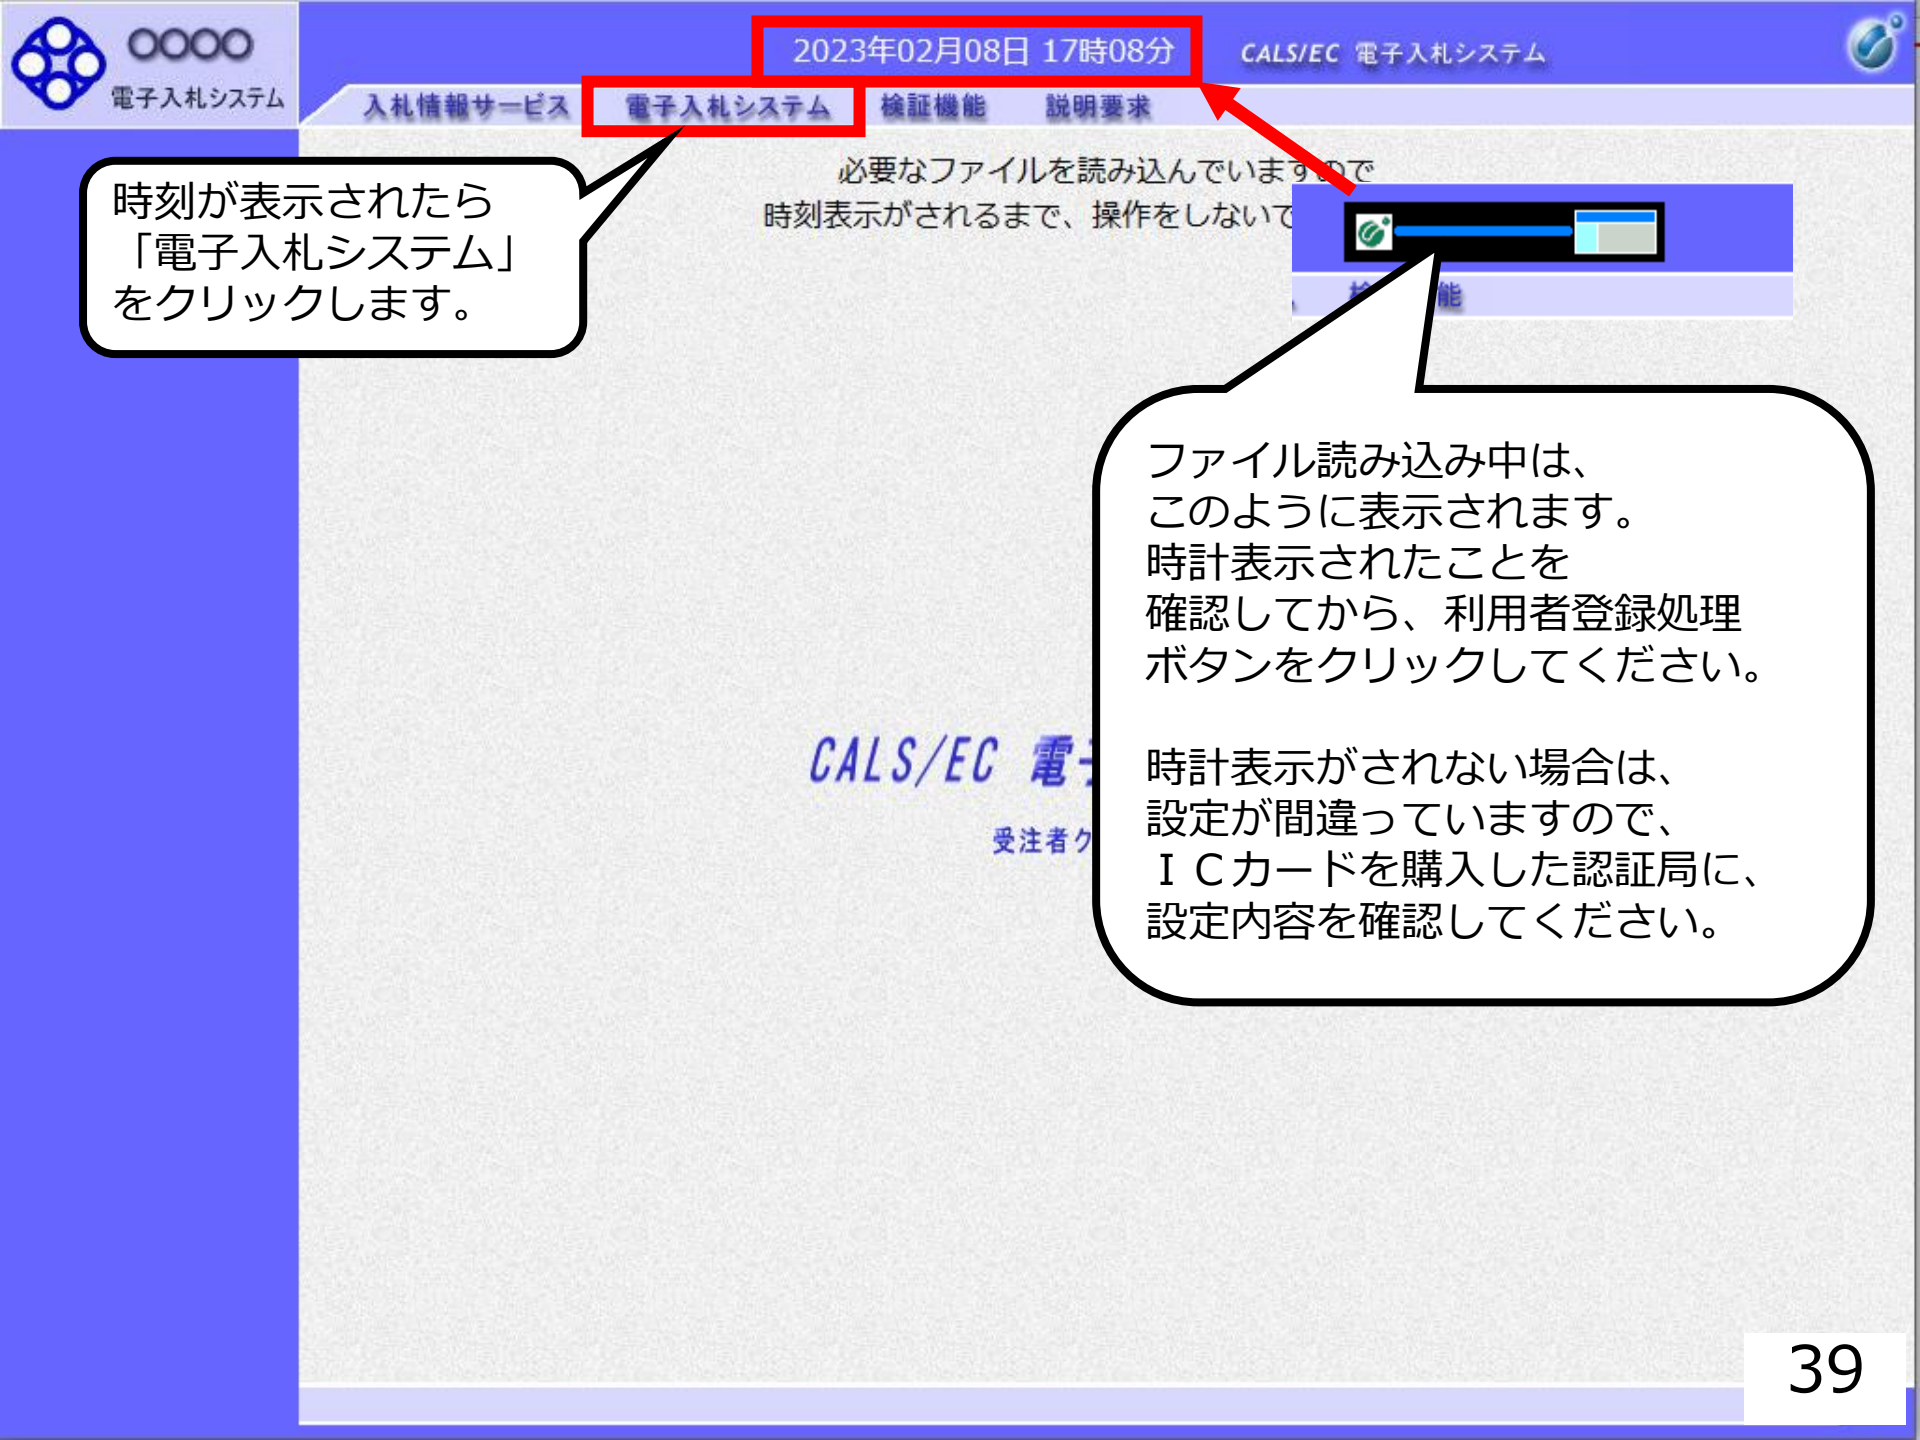 ○○○○
電子入札システム
2023年02月08日 17時08分
CALS/EC 電子入札システム
入札情報サービス 電子入札システム 検証機能 説明要求
必要なファイルを読み込んでいますので
時刻表示がされるまで、操作をしないで
時刻が表示されたら
「電子入札システム」
をクリックします。
能
ファイル読み込み中は、
このように表示されます。
時計表示されたことを
確認してから、利用者登録処理
ボタンをクリックしてください。
時計表示がされない場合は、
設定が間違っていますので、
ＩＣカードを購入した認証局に、
設定内容を確認してください。
CALS/EC 電
受注者ク
39